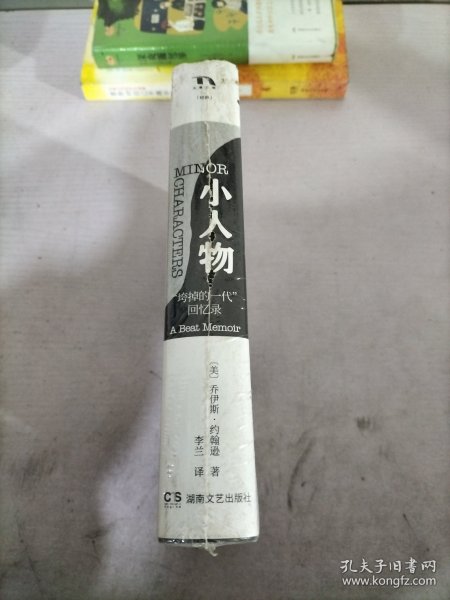 MINOR
CHARACTERS
小人物
“垮掉的一代”
回忆录
A Beat Memoir
〔美〕乔伊斯·约翰逊 著
李兰 译
CS 湖南文艺出版社
孔夫子旧书网
www.kongfz.com